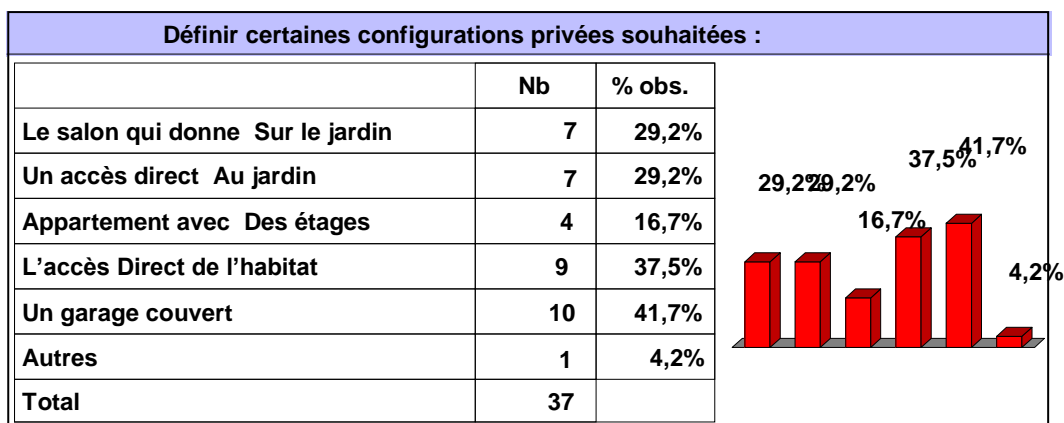 Définir certaines configurations privées souhaitées :
Nb % obs.
Le salon qui donne Sur le jardin 7 29,2%
Un accès direct Au jardin 7 29,2%
Appartement avec Des étages 4 16,7%
L'accès Direct de l'habitat 9 37,5%
Un garage couvert 10 41,7%
Autres 1 4,2%
Total 37
29,2% 29,2% 16,7% 37,5% 41,7% 4,2%